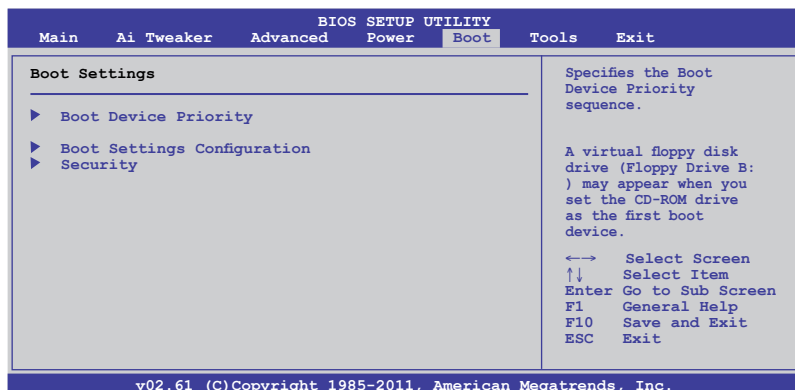 BIOS SETUP UTILITY
Main Ai Tweaker Advanced Power Boot Tools Exit
Boot Settings
Boot Device Priority
Boot Settings Configuration
Security
Specifies the Boot
Device Priority
sequence.
A virtual floppy disk
drive (Floppy Drive B:
) may appear when you
set the CD-ROM drive
as the first boot
device.
←→ Select Screen
↑↓ Select Item
Enter Go to Sub Screen
F1 General Help
F10 Save and Exit
ESC Exit
v02.61 (C)Copyright 1985-2011, American Megatrends, Inc.